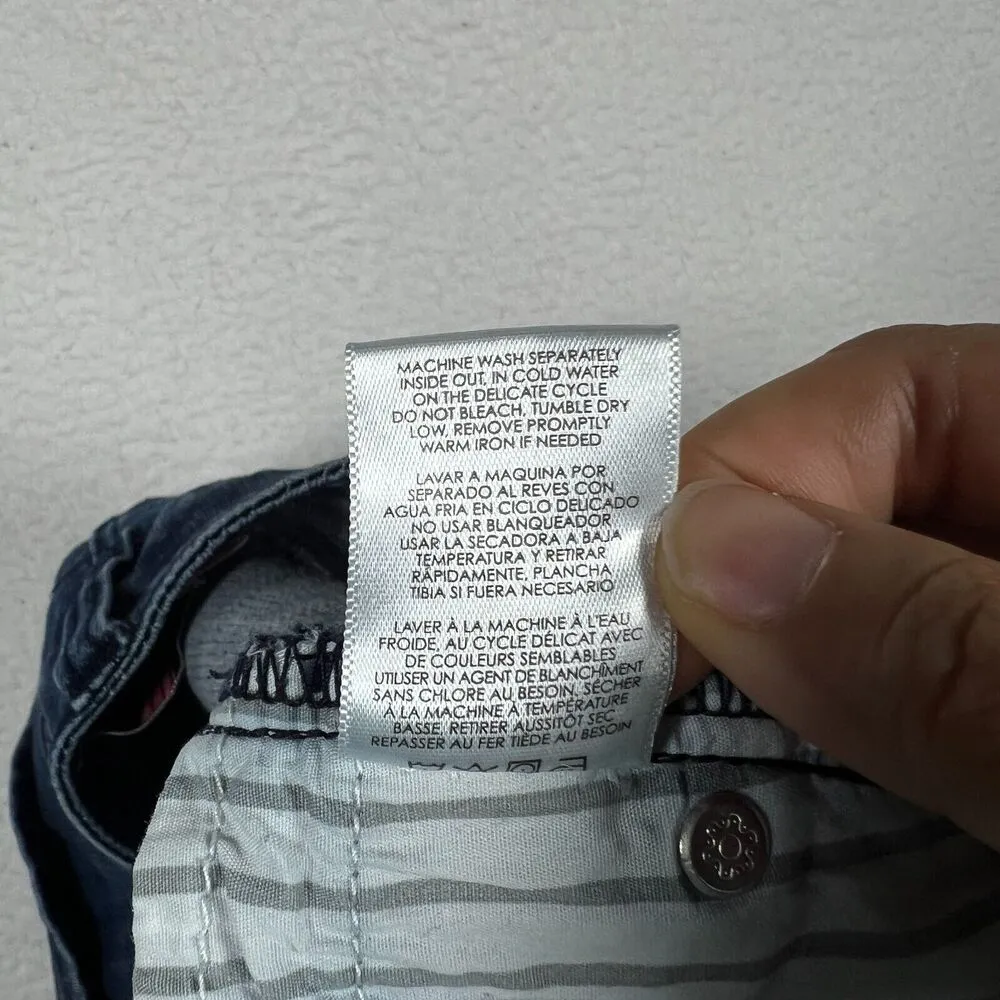 MACHINE WASH SEPARATELY
INSIDE OUT, IN COLD WATER
ON THE DELICATE CYCLE
DO NOT BLEACH, TUMBLE DRY
LOW, REMOVE PROMPTLY
WARM IRON IF NEEDED
LAVAR A MAQUINA POR
SEPARADO AL REVES CON
AGUA FRIA EN CICLO DELICADO
NO USAR BLANQUEADOR
USAR LA SECADORA A BAJA
TEMPERATURA Y RETIRAR
RÁPIDAMENTE, PLANCHA
TIBIA SI FUERA NECESARIO
LAVER À LA MACHINE À L'EAU
FROIDE, AU CYCLE DÉLICAT AVEC
DE COULEURS SEMBLABLES
UTILISER UN AGENT DE BLANCHÎMENT
SANS CHLORE AU BESOIN, SÉCHER
À LA MACHINE A TEMPÉRATURE
BASSE, RETIRER AUSSITÔT SEC
REPASSER AU FER TIÈDE AU BESOIN